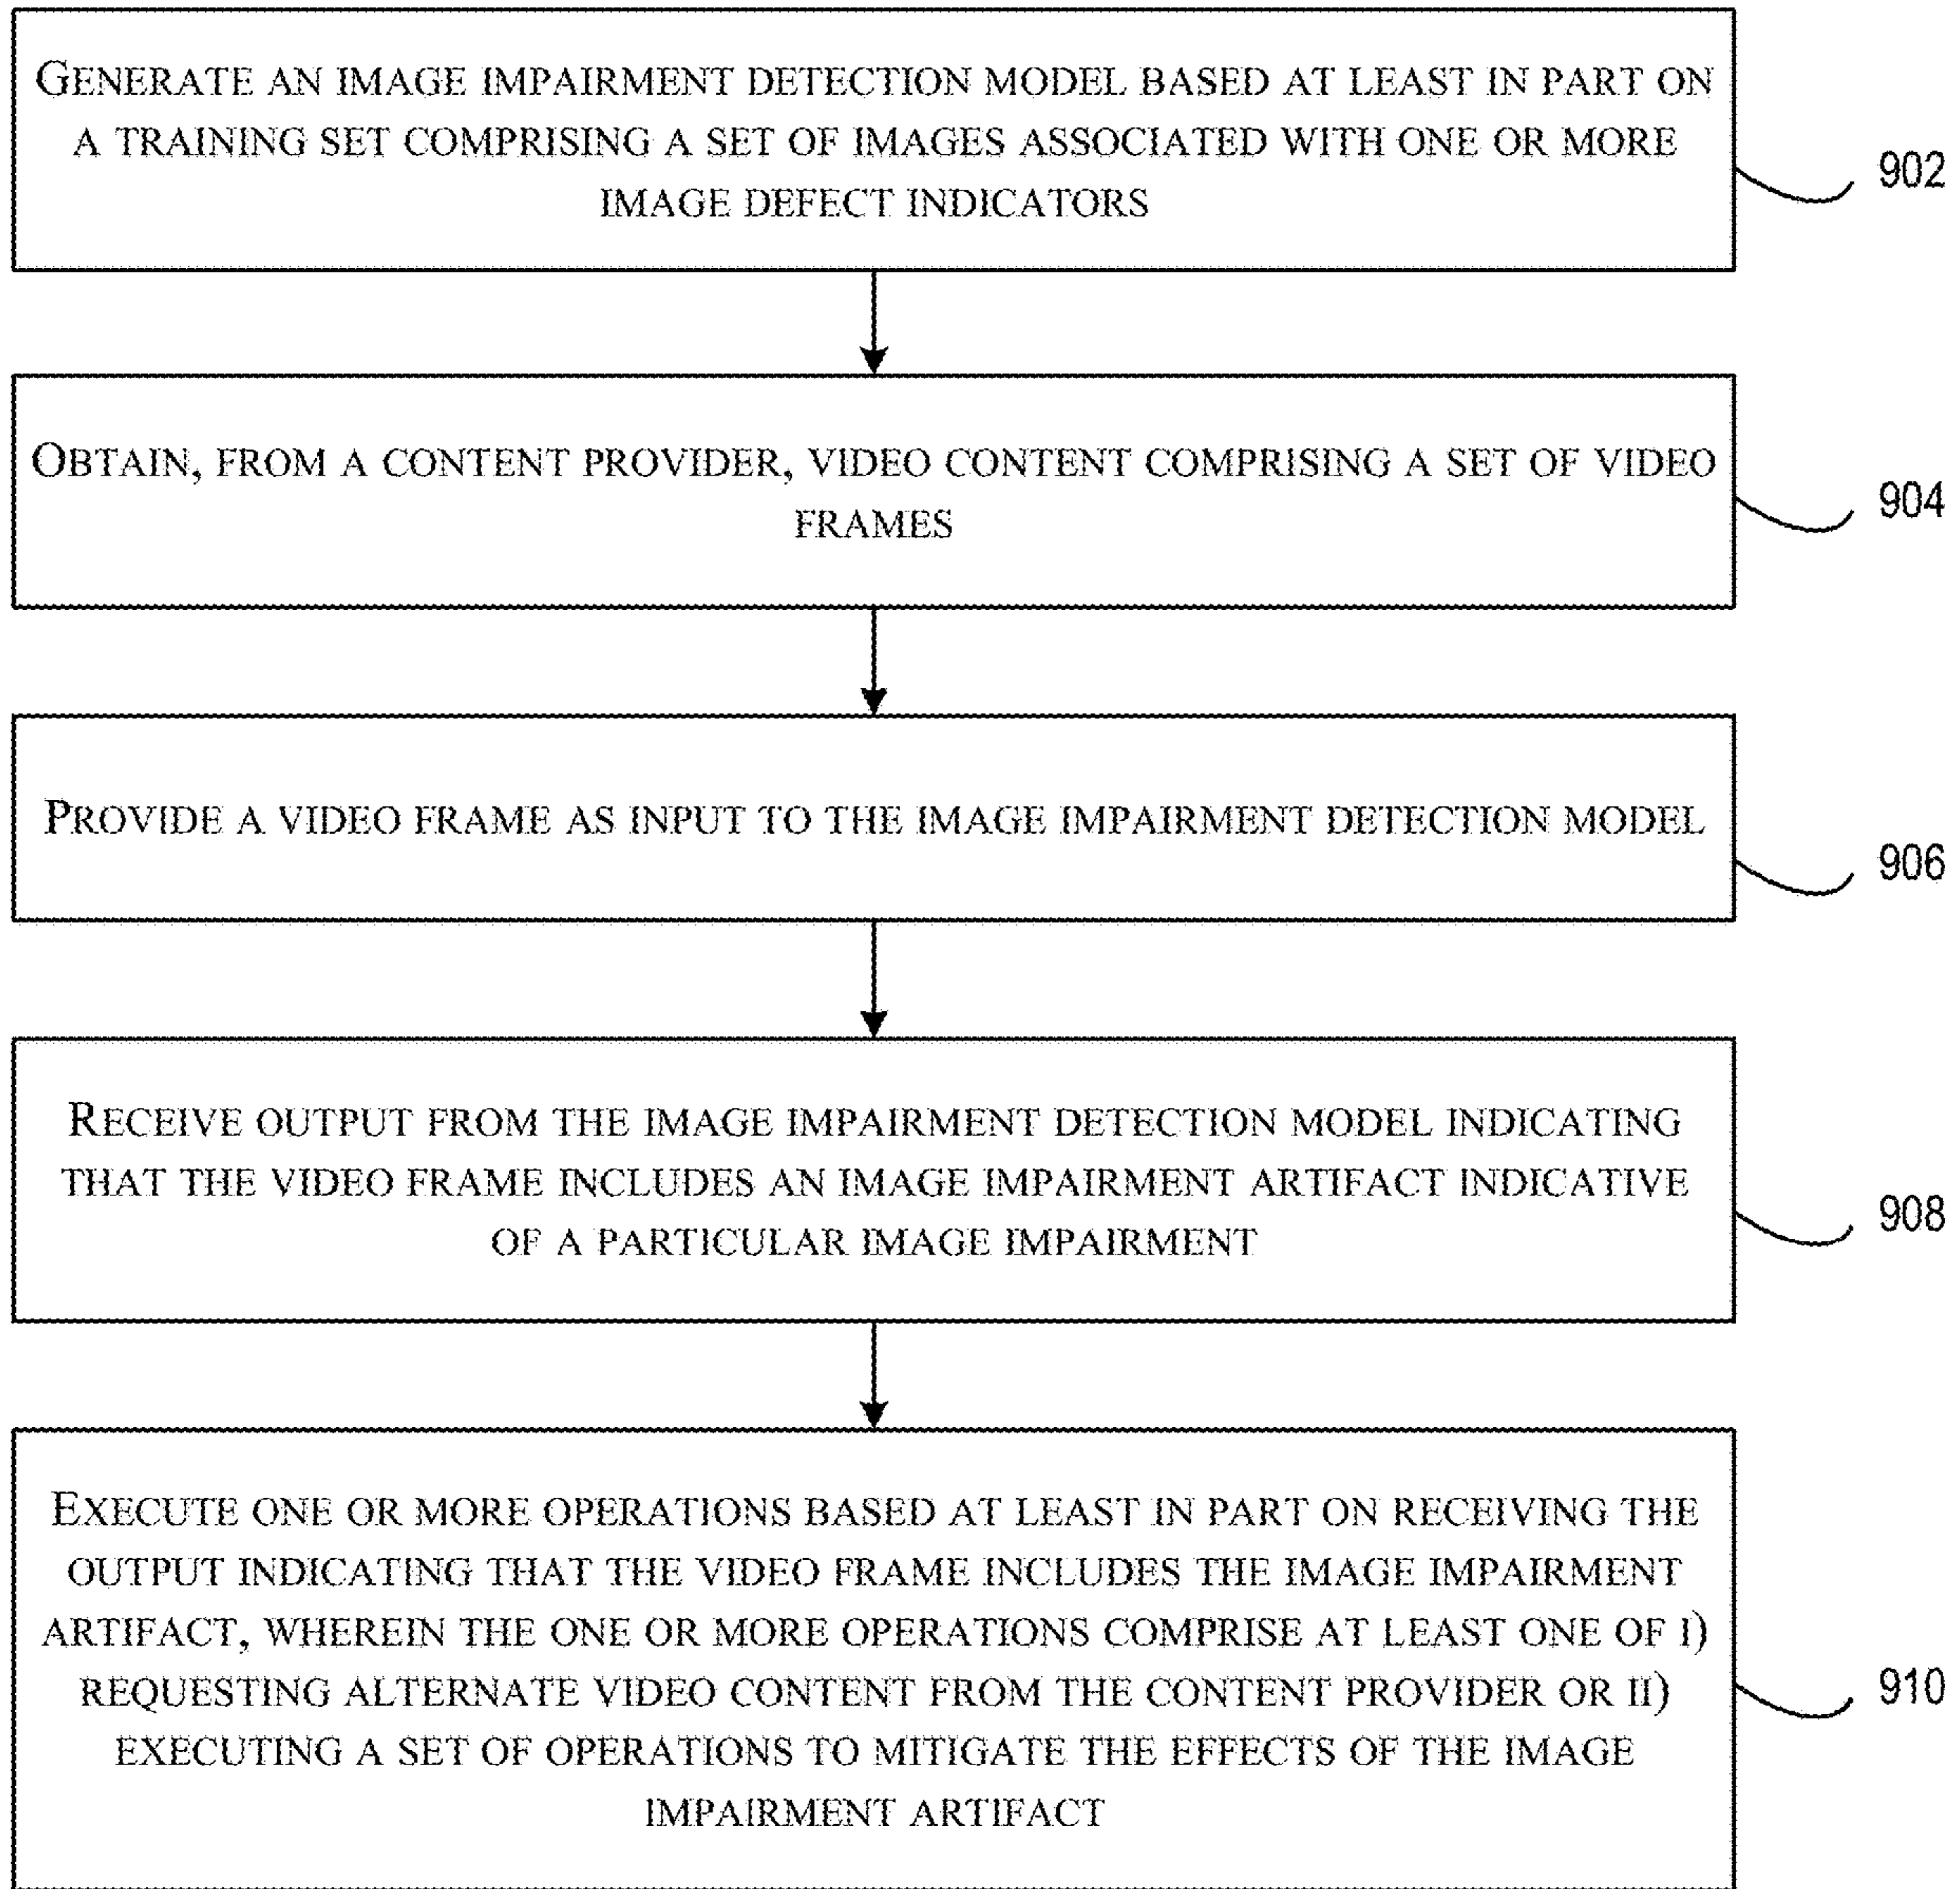 GENERATE AN IMAGE IMPAIRMENT DETECTION MODEL BASED AT LEAST IN PART ON
A TRAINING SET COMPRISING A SET OF IMAGES ASSOCIATED WITH ONE OR MORE
IMAGE DEFECT INDICATORS
902
OBTAIN, FROM A CONTENT PROVIDER, VIDEO CONTENT COMPRISING A SET OF VIDEO
FRAMES
904
PROVIDE A VIDEO FRAME AS INPUT TO THE IMAGE IMPAIRMENT DETECTION MODEL
906
RECEIVE OUTPUT FROM THE IMAGE IMPAIRMENT DETECTION MODEL INDICATING
THAT THE VIDEO FRAME INCLUDES AN IMAGE IMPAIRMENT ARTIFACT INDICATIVE
OF A PARTICULAR IMAGE IMPAIRMENT
908
EXECUTE ONE OR MORE OPERATIONS BASED AT LEAST IN PART ON RECEIVING THE
OUTPUT INDICATING THAT THE VIDEO FRAME INCLUDES THE IMAGE IMPAIRMENT
ARTIFACT, WHEREIN THE ONE OR MORE OPERATIONS COMPRISE AT LEAST ONE OF I)
REQUESTING ALTERNATE VIDEO CONTENT FROM THE CONTENT PROVIDER OR II)
EXECUTING A SET OF OPERATIONS TO MITIGATE THE EFFECTS OF THE IMAGE
IMPAIRMENT ARTIFACT
910